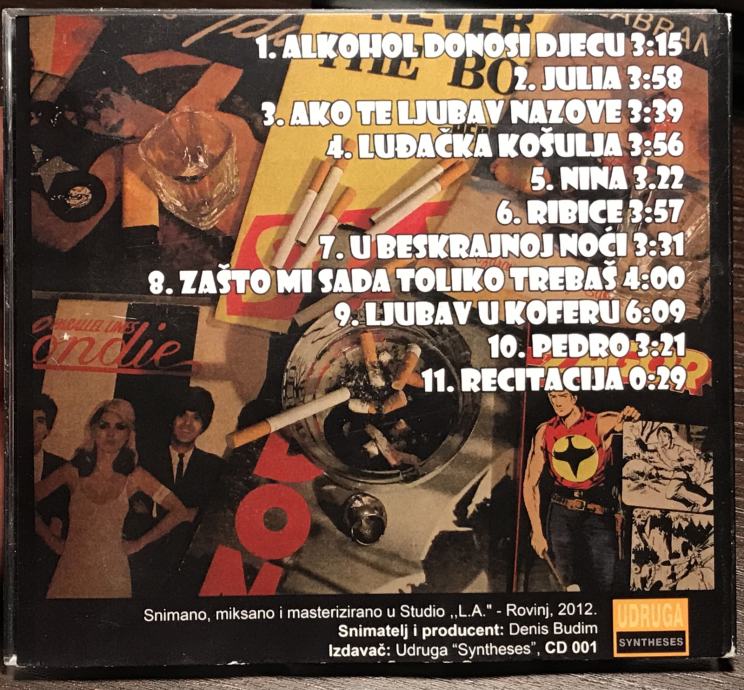 NEVER
ABRAN
THE BO
1. ALKOHOL DONOSI DJECU 3:15
2. JULIA 3:58
3. AKO TE LJUBAV NAZOVE 3:39
4. LUĐAČKA KOŠULJA 3:56
5. NINA 3.22
6. RIBICE 3:57
7. U BESKRAJNOJ NOĆI 3:31
8. ZAŠTO MI SADA TOLIKO TREBAŠ 4:00
9. LJUBAV U KOFERU 6:09
10. PEDRO 3:21
11. RECITACIJA 0:29
PARALLEL LINES
ondie
Snimano, miksano i masterizirano u Studio ,,L.A." - Rovinj, 2012.
Snimatelj i producent: Denis Budim
Izdavač: Udruga "Syntheses", CD 001
UDRUGA
SYNTHESES